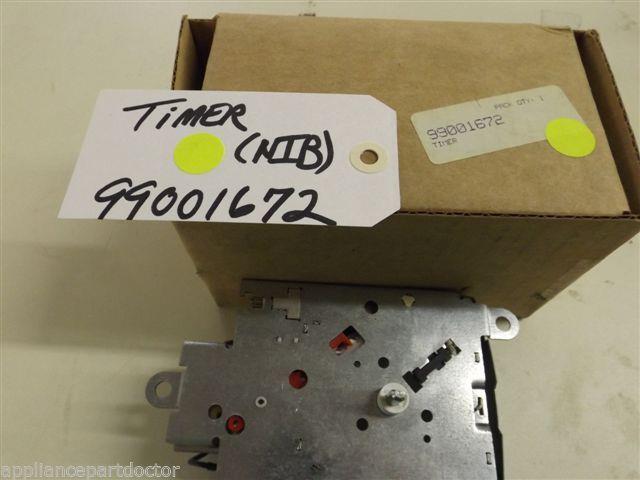 TIMER
(NIB)
99001672
PACK QTY: 1
99001672
TIMER
appliancepartdoctor